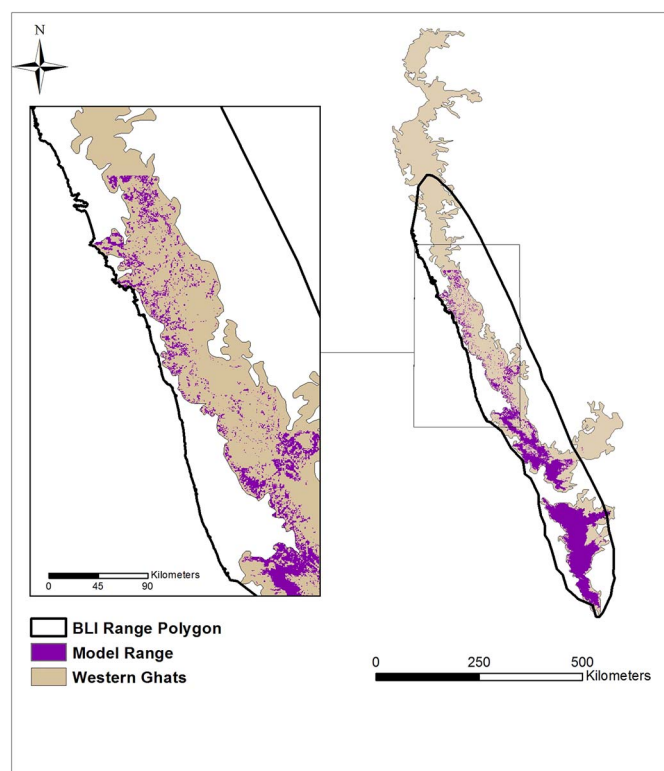 N
Kilometers
0 45 90
BLI Range Polygon
Model Range
Western Ghats
0 250 500
Kilometers